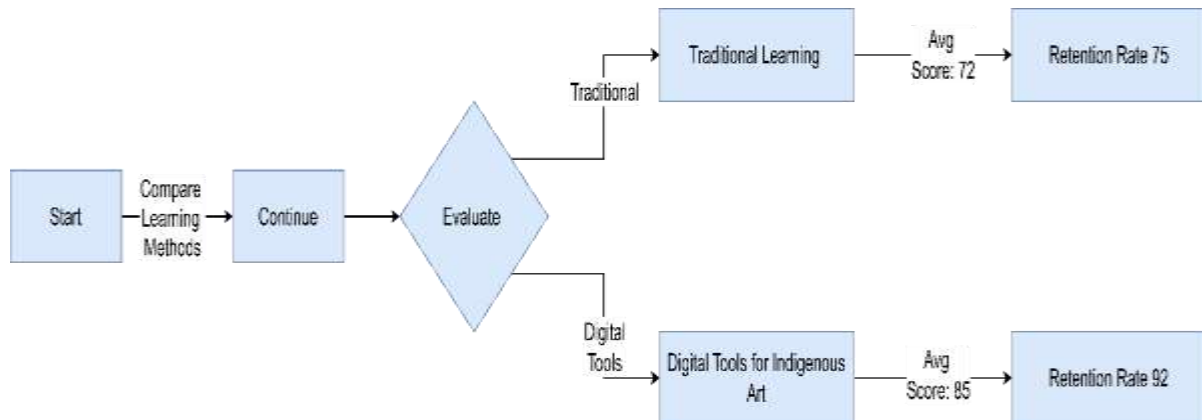 Start
Compare
Learning
Methods
Continue
Evaluate
Traditional
Traditional Learning
Avg
Score: 72
Retention Rate 75
Digital
Tools
Digital Tools for Indigenous
Art
Avg
Score: 85
Retention Rate 92